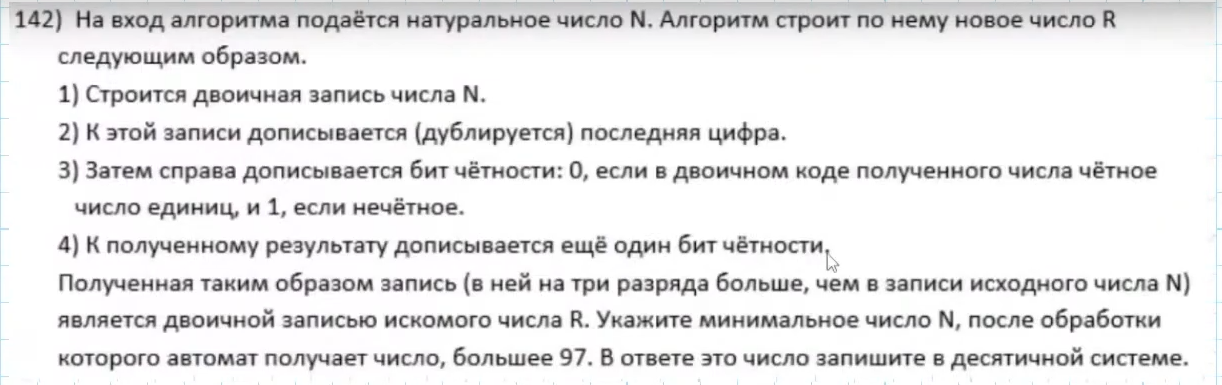 142) На вход алгоритма подаётся натуральное число N. Алгоритм строит по нему новое число R
следующим образом.
1) Строится двоичная запись числа N.
2) К этой записи дописывается (дублируется) последняя цифра.
3) Затем справа дописывается бит чётности: 0, если в двоичном коде полученного числа чётное
число единиц, и 1, если нечётное.
4) К полученному результату дописывается ещё один бит чётности.
Полученная таким образом запись (в ней на три разряда больше, чем в записи исходного числа N)
является двоичной записью искомого числа R. Укажите минимальное число N, после обработки
которого автомат получает число, большее 97. В ответе это число запишите в десятичной системе.